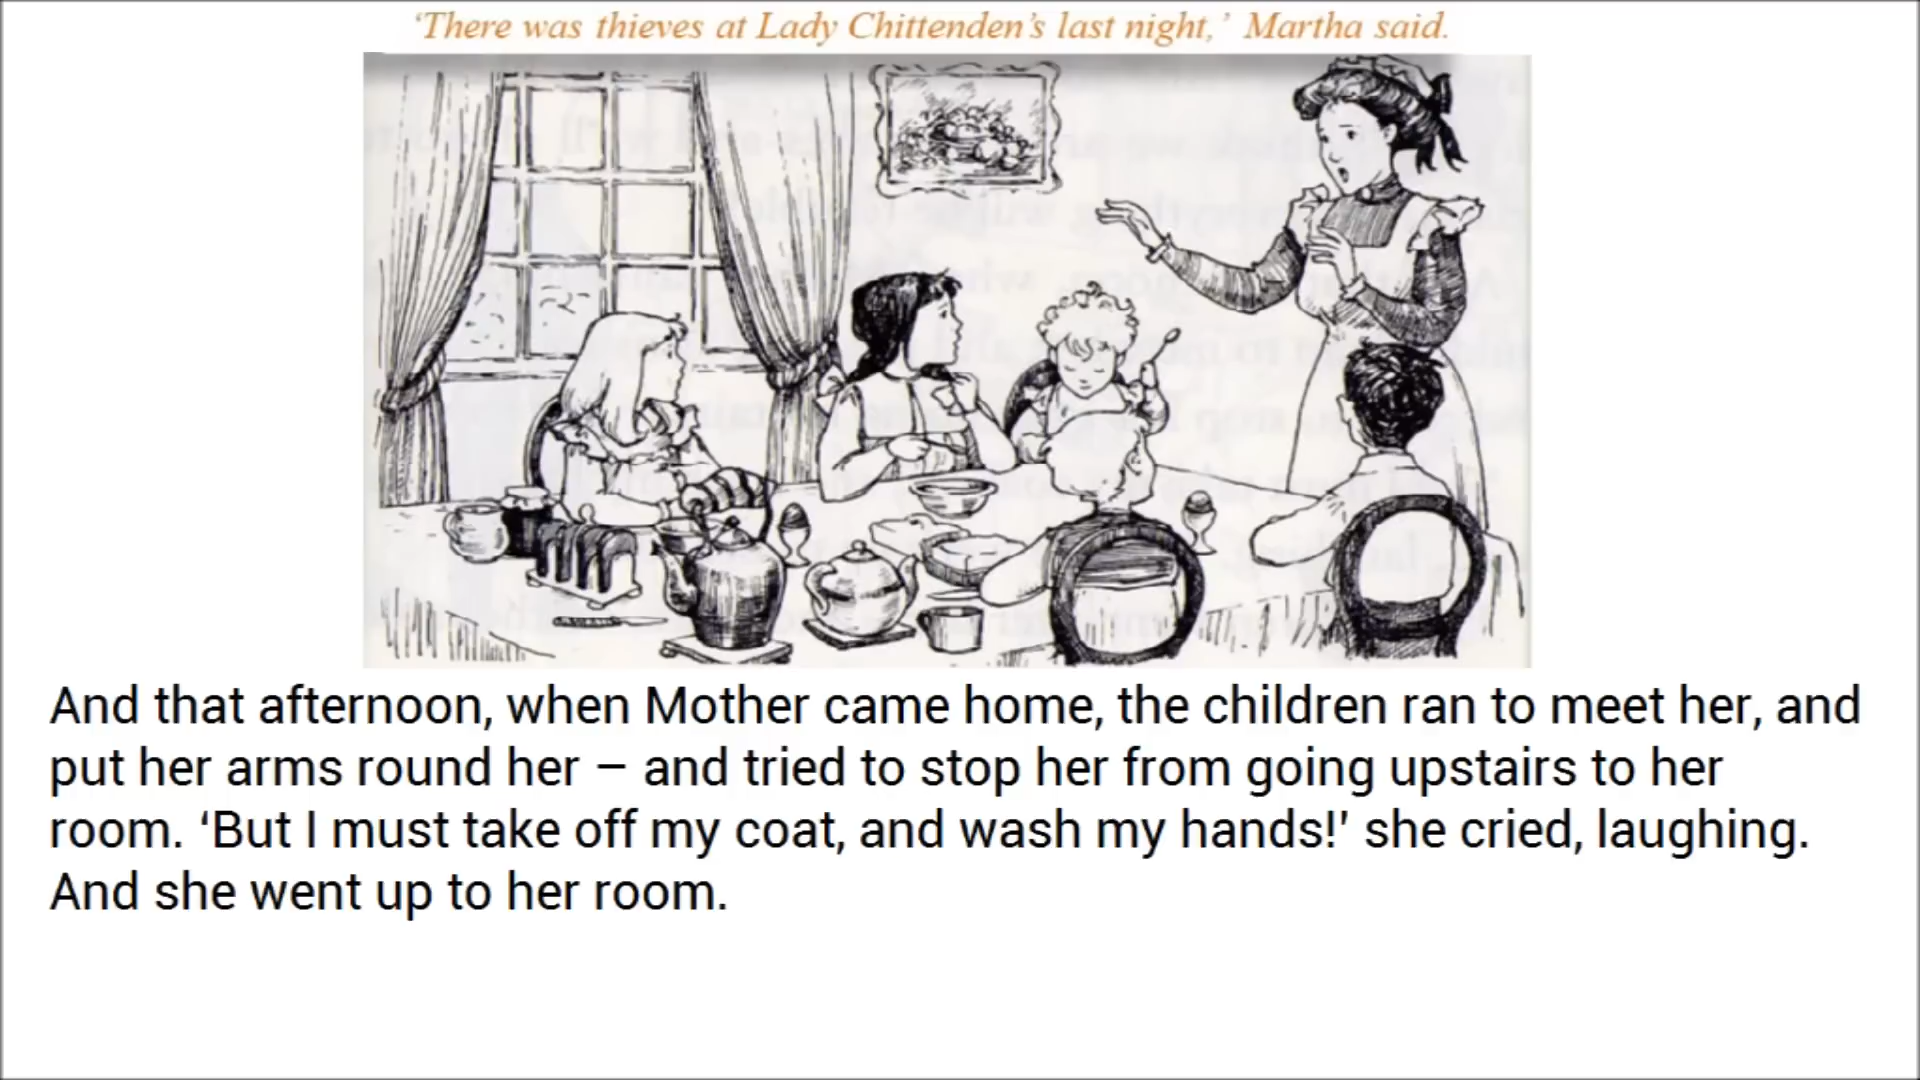 ‘There was thieves at Lady Chittenden’s last night,’ Martha said.
And that afternoon, when Mother came home, the children ran to meet her, and
put her arms round her – and tried to stop her from going upstairs to her
room. ‘But I must take off my coat, and wash my hands!’ she cried, laughing.
And she went up to her room.